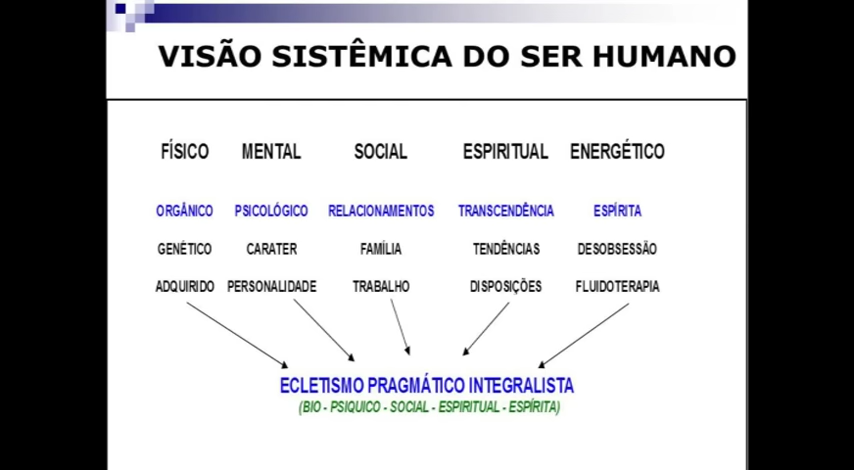 VISÃO SISTÊMICA DO SER HUMANO
FÍSICO MENTAL SOCIAL ESPIRITUAL ENERGÉTICO
ORGÂNICO PSICOLÓGICO RELACIONAMENTOS TRANSCENDÊNCIA ESPÍRITA
GENÉTICO CARATER FAMÍLIA TENDÊNCIAS DESOBSESSÃO
ADQUIRIDO PERSONALIDADE TRABALHO DISPOSIÇÕES FLUIDOTERAPIA
ECLETISMO PRAGMÁTICO INTEGRALISTA
(BIO - PSIQUICO - SOCIAL - ESPIRITUAL - ESPÍRITA)